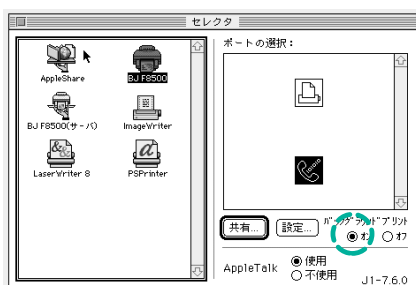 セレクタ
AppleShare
BJ F8500
BJ F8500(サーバ)
ImageWriter
LaserWriter 8
PSPrinter
ポートの選択：
共有...
設定...
バックグラウンドプリント
オン
オフ
AppleTalk
使用
不使用
J1-7.6.0